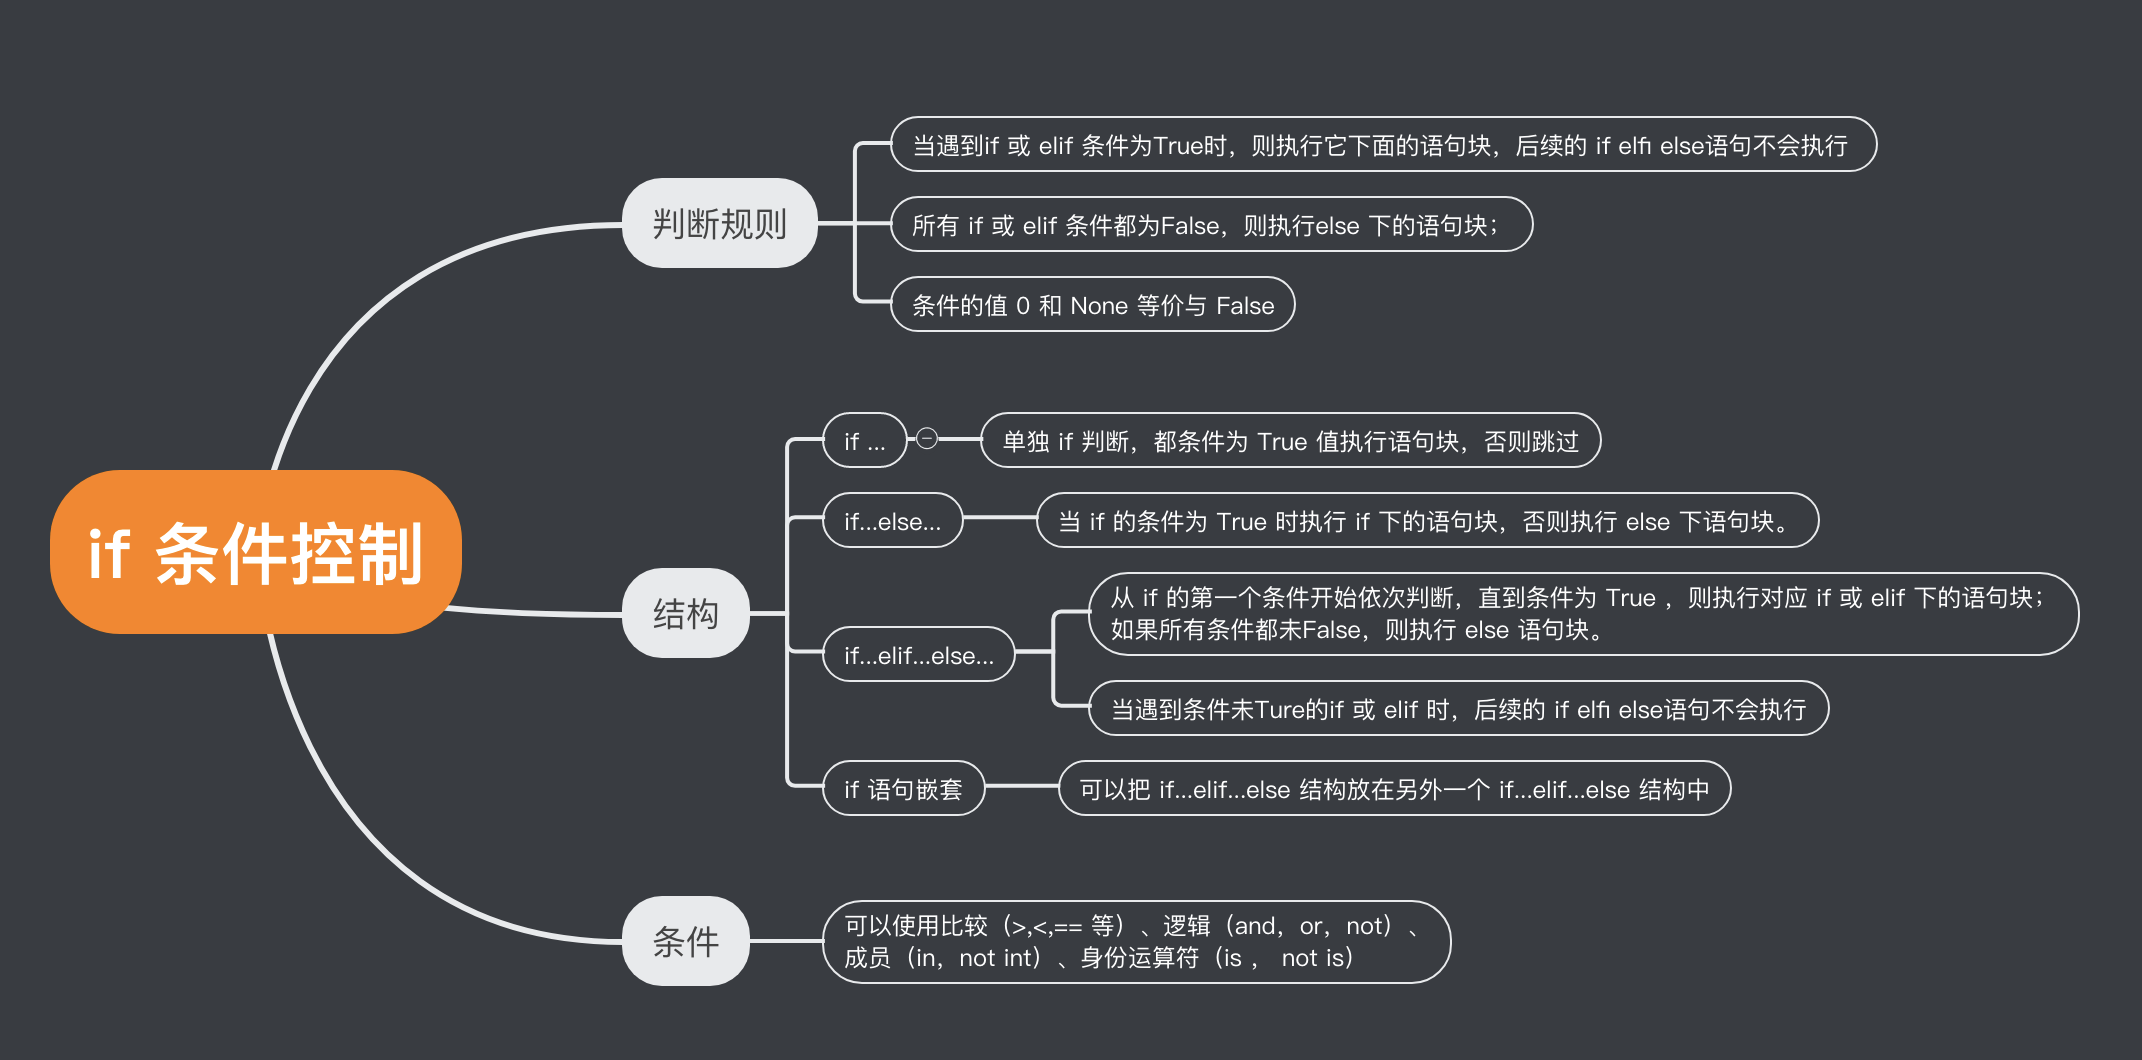 if 条件控制
判断规则
当遇到if 或 elif 条件为True时，则执行它下面的语句块，后续的 if elfi else语句不会执行
所有 if 或 elif 条件都为False，则执行else 下的语句块；
条件的值 0 和 None 等价与 False
结构
if ...
单独 if 判断，都条件为 True 值执行语句块，否则跳过
if...else...
当 if 的条件为 True 时执行 if 下的语句块，否则执行 else 下语句块。
if...elif...else...
从 if 的第一个条件开始依次判断，直到条件为 True ，则执行对应 if 或 elif 下的语句块；
如果所有条件都未False，则执行 else 语句块。
当遇到条件未Ture的if 或 elif 时，后续的 if elfi else语句不会执行
if 语句嵌套
可以把 if...elif...else 结构放在另外一个 if...elif...else 结构中
条件
可以使用比较（>,<,== 等）、逻辑（and，or，not）、
成员（in，not int）、身份运算符（is ， not is）